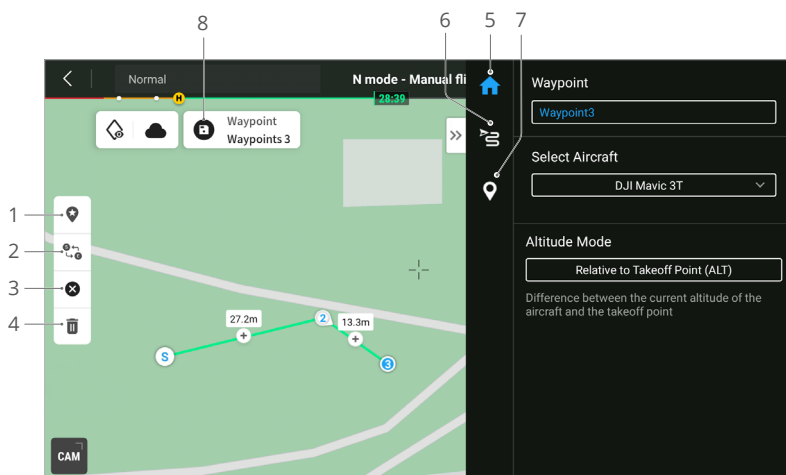 6 5 7
8
Normal
N mode - Manual fli
H
28:39
Waypoint
Waypoints 3
Waypoint
Waypoint3
Select Aircraft
DJI Mavic 3T
Altitude Mode
Relative to Takeoff Point (ALT)
Difference between the current altitude of the
aircraft and the takeoff point
1
2
3
4
27.2m
2
13.3m
S
3
CAM